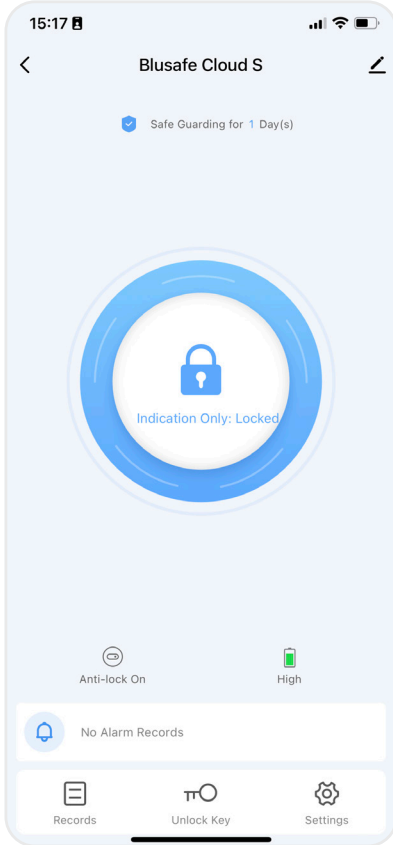 15:17
Blusafe Cloud S
Safe Guarding for 1 Day(s)
Indication Only: Locked
Anti-lock On
High
No Alarm Records
Records
Unlock Key
Settings